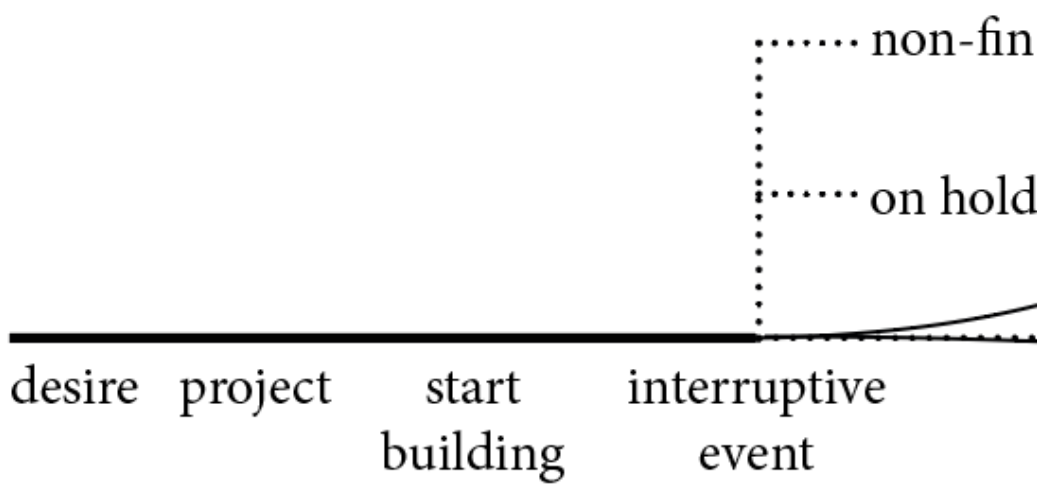 non-fin
on hold
desire project start interruptive
building event